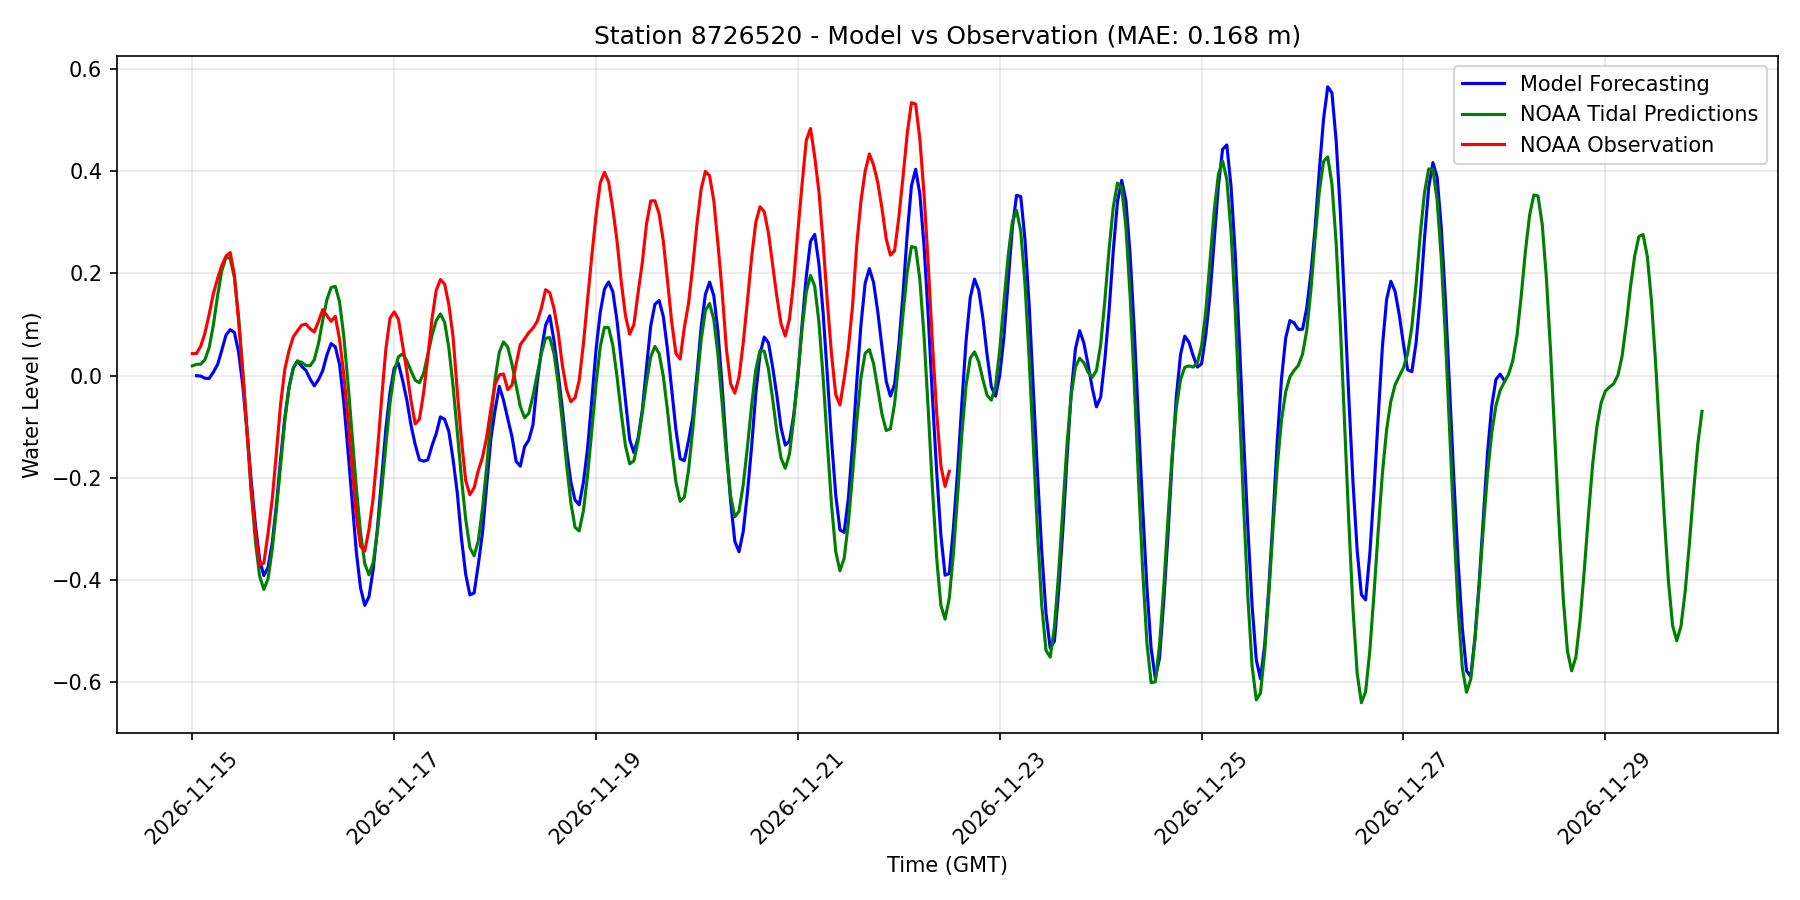 Station 8726520 - Model vs Observation (MAE: 0.168 m)
Model Forecasting
NOAA Tidal Predictions
NOAA Observation
Water Level (m)
0.6
0.4
0.2
0.0
−0.2
−0.4
−0.6
2026-11-15
2026-11-17
2026-11-19
2026-11-21
2026-11-23
2026-11-25
2026-11-27
2026-11-29
Time (GMT)